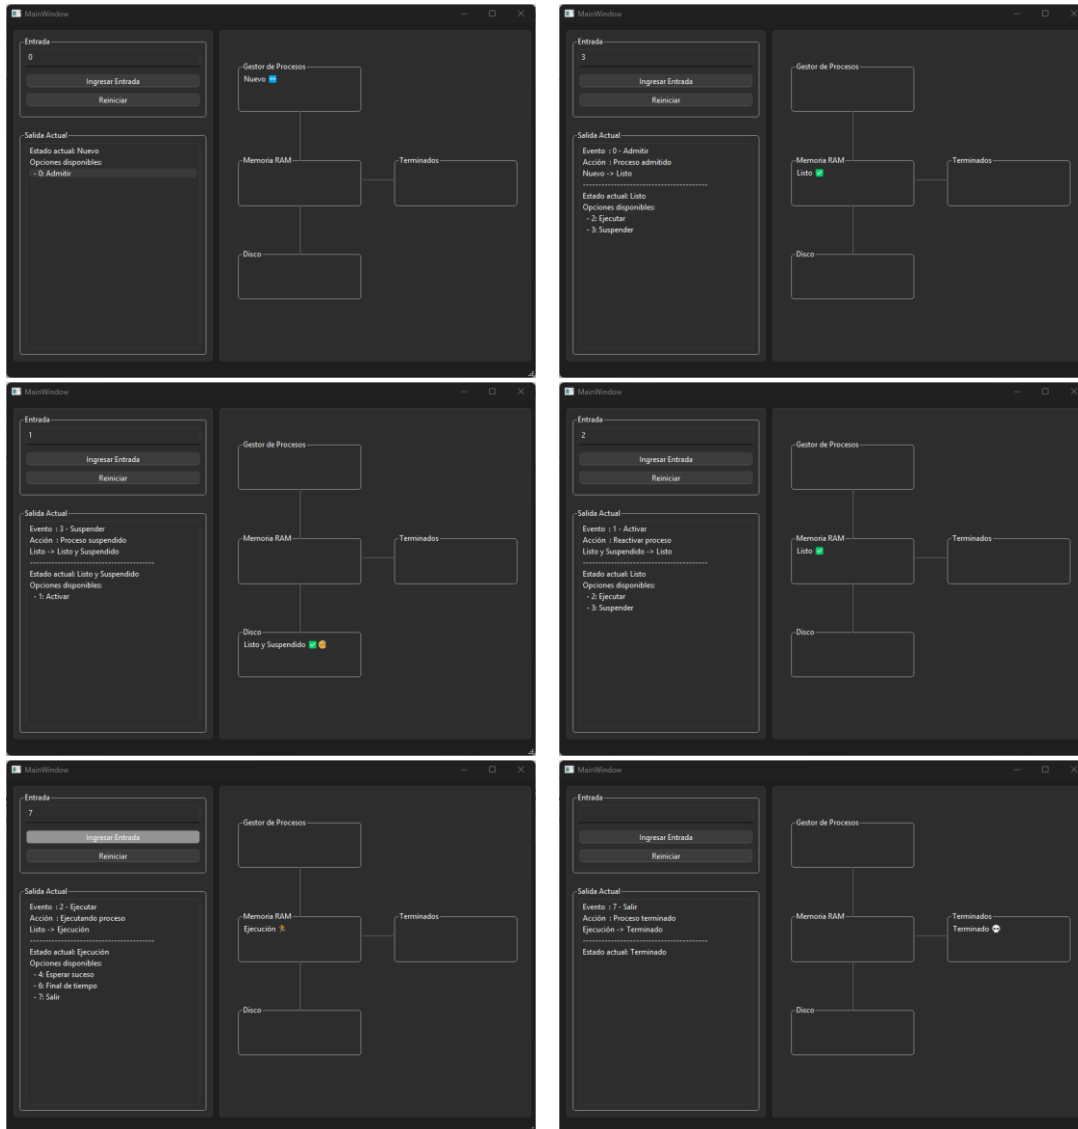 MainWindow
Entrada
0
Ingresar Entrada
Reiniciar
Salida Actual
Estado actual: Nuevo
Opciones disponibles:
- 0: Admitir
Gestor de Procesos
Nuevo
Memoria RAM
Terminados
Disco
MainWindow
Entrada
3
Ingresar Entrada
Reiniciar
Salida Actual
Evento : 0 - Admitir
Acción : Proceso admitido
Nuevo -> Listo
----------------------------------------
Estado actual: Listo
Opciones disponibles:
- 2: Ejecutar
- 3: Suspender
Gestor de Procesos
Memoria RAM
Listo ✅
Terminados
Disco
MainWindow
Entrada
1
Ingresar Entrada
Reiniciar
Salida Actual
Evento : 3 - Suspender
Acción : Proceso suspendido
Listo -> Listo y Suspendido
----------------------------------------
Estado actual: Listo y Suspendido
Opciones disponibles:
- 1: Activar
Gestor de Procesos
Memoria RAM
Terminados
Disco
Listo y Suspendido ✅
MainWindow
Entrada
2
Ingresar Entrada
Reiniciar
Salida Actual
Evento : 1 - Activar
Acción : Reactivar proceso
Listo y Suspendido -> Listo
----------------------------------------
Estado actual: Listo
Opciones disponibles:
- 2: Ejecutar
- 3: Suspender
Gestor de Procesos
Memoria RAM
Listo ✅
Terminados
Disco
MainWindow
Entrada
7
Ingresar Entrada
Reiniciar
Salida Actual
Evento : 2 - Ejecutar
Acción : Ejecutando proceso
Listo -> Ejecución
----------------------------------------
Estado actual: Ejecución
Opciones disponibles:
- 4: Esperar suceso
- 6: Final de tiempo
- 7: Salir
Gestor de Procesos
Memoria RAM
Ejecución 🏃
Terminados
Disco
MainWindow
Entrada
Ingresar Entrada
Reiniciar
Salida Actual
Evento : 7 - Salir
Acción : Proceso terminado
Ejecución -> Terminado
----------------------------------------
Estado actual: Terminado
Gestor de Procesos
Memoria RAM
Terminados
Terminado 💀
Disco